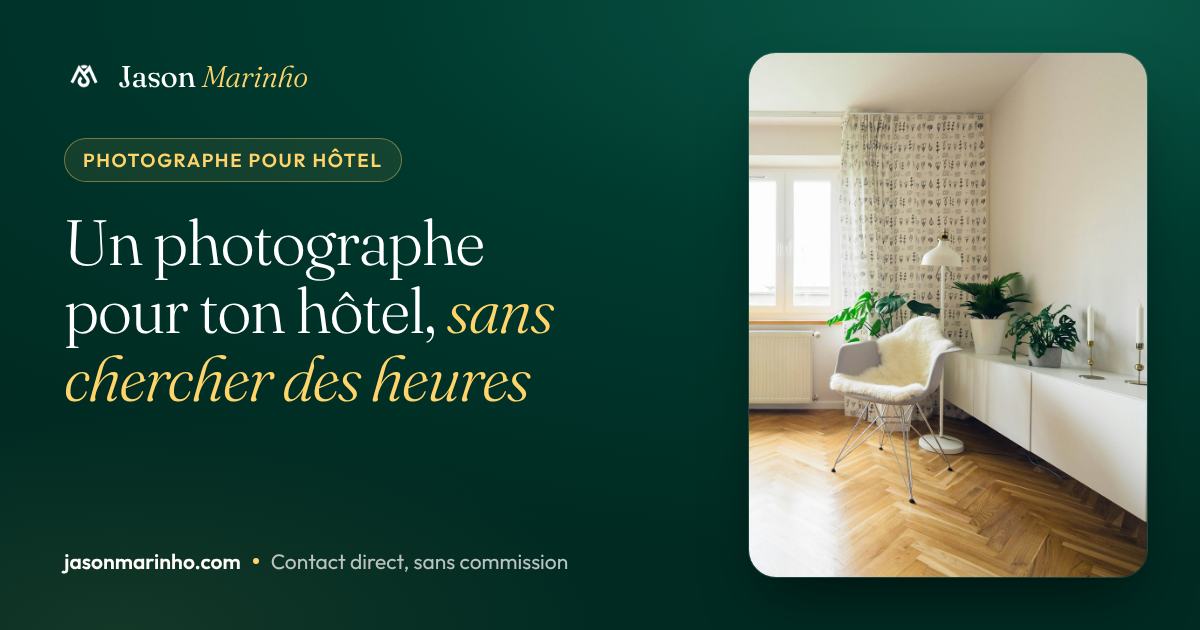 Jason Marinho
PHOTOGRAPHE POUR HÔTEL
Un photographe
pour ton hôtel, sans
chercher des heures
jasonmarinho.com • Contact direct, sans commission